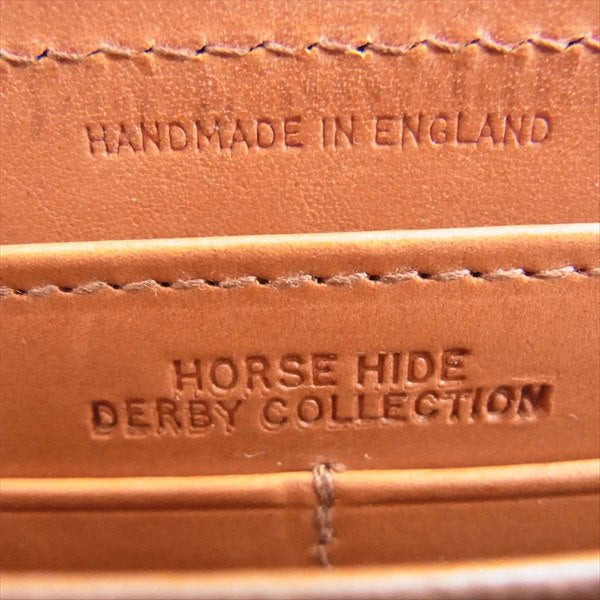 HANDMADE IN ENGLAND
HORSE HIDE
DERBY COLLECTION